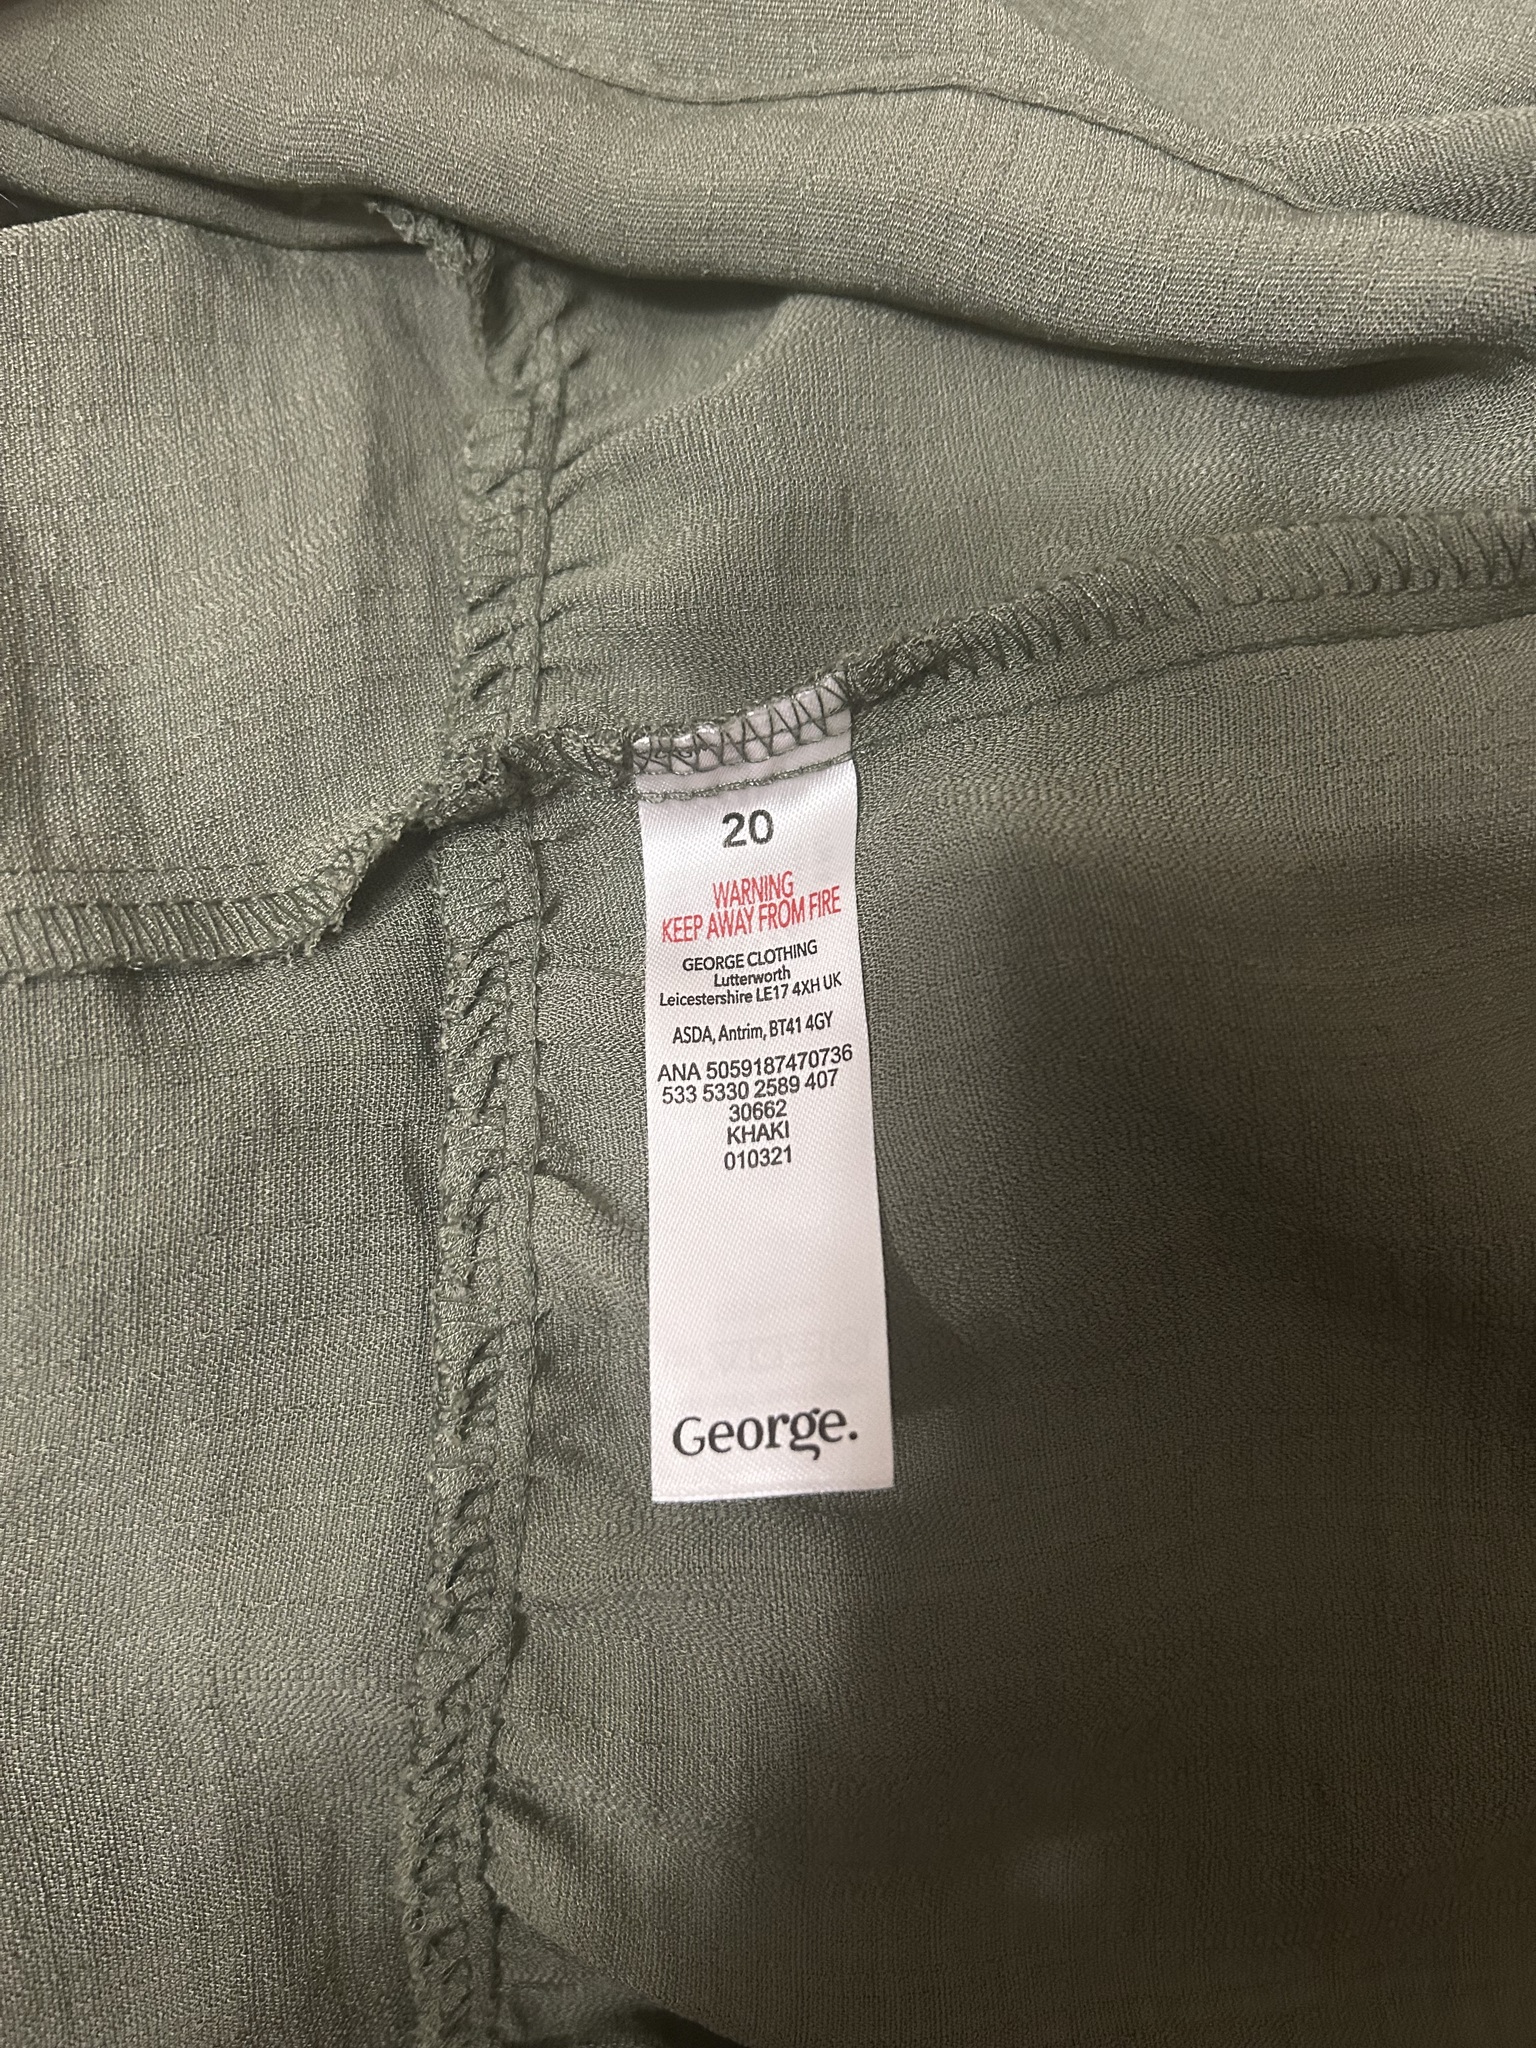 20
WARNING
KEEP AWAY FROM FIRE
GEORGE CLOTHING
Lutterworth
Leicestershire LE17 4XH UK
ASDA, Antrim, BT41 4GY
ANA 5059187470736
533 5330 2589 407
30662
KHAKI
010321
George.